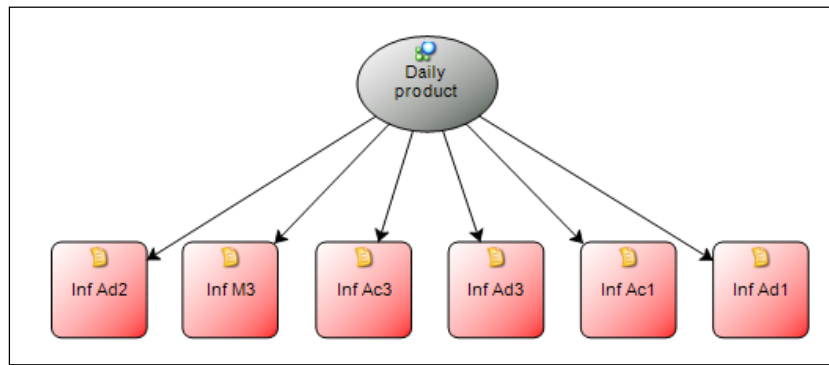 Daily
product
Inf Ad2
Inf M3
Inf Ac3
Inf Ad3
Inf Ac1
Inf Ad1